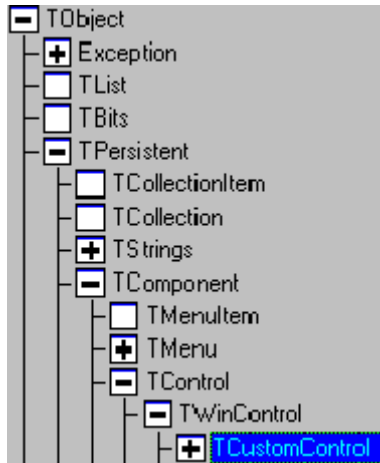 TObject
Exception
TList
TBits
TPersistent
TCollectionItem
TCollection
TStrings
TComponent
TMenuItem
TMenu
TControl
TWinControl
TCustomControl